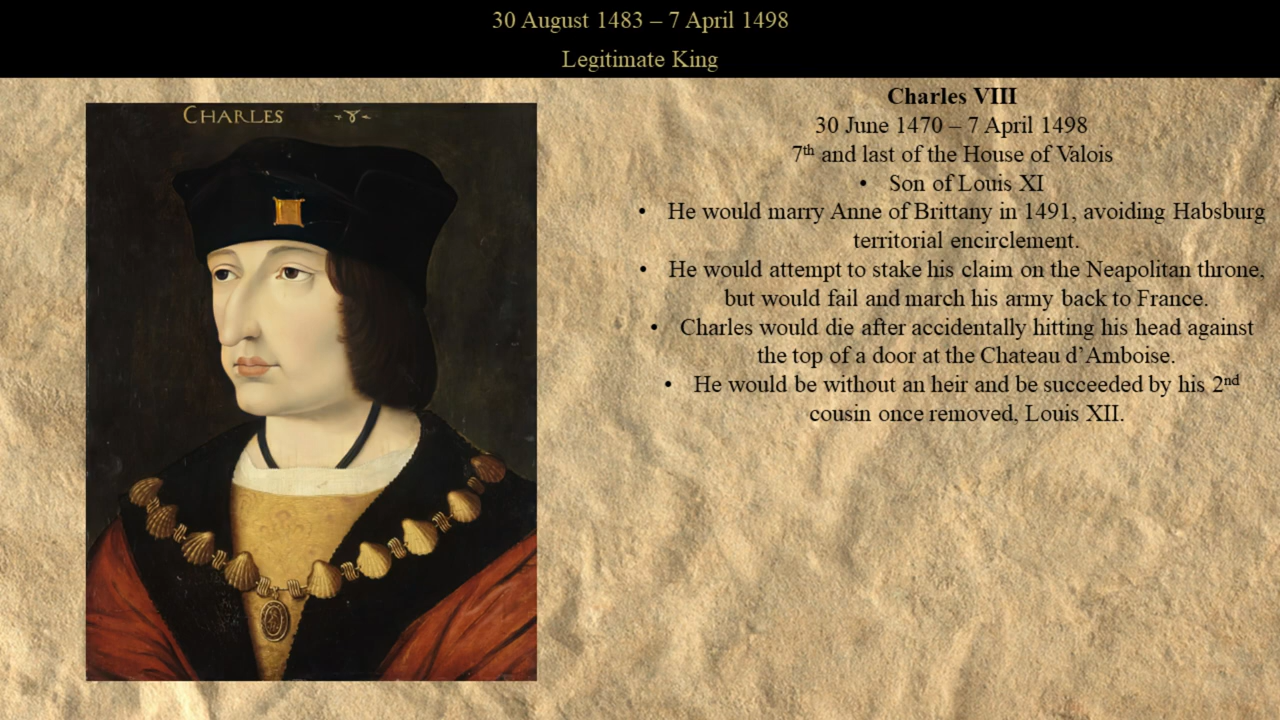 30 August 1483 – 7 April 1498
Legitimate King
CHARLES 8
Charles VIII
30 June 1470 – 7 April 1498
7th and last of the House of Valois
• Son of Louis XI
• He would marry Anne of Brittany in 1491, avoiding Habsburg
territorial encirclement.
• He would attempt to stake his claim on the Neapolitan throne,
but would fail and march his army back to France.
• Charles would die after accidentally hitting his head against
the top of a door at the Chateau d’Amboise.
• He would be without an heir and be succeeded by his 2nd
cousin once removed, Louis XII.